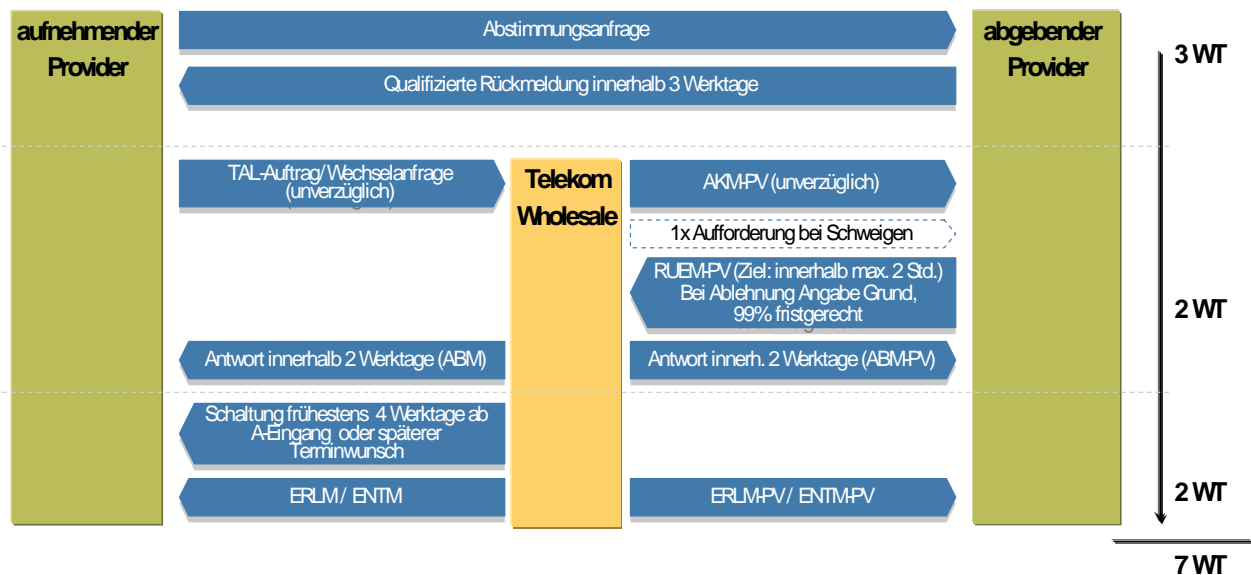 aufnehmender
Provider
Abstimmungsanfrage
abgebender
Provider
3 WT
Qualifizierte Rückmeldung innerhalb 3 Werktage
TAL-Auftrag/ Wechselanfrage
(unverzüglich)
Telekom
Wholesale
AKM-PV (unverzüglich)
1x Aufforderung bei Schweigen
RUEM-PV (Ziel: innerhalb max. 2 Std.)
Bei Ablehnung Angabe Grund,
99% fristgerecht
2 WT
Antwort innerhalb 2 Werktage (ABM)
Antwort innerh. 2 Werktage (ABM-PV)
Schaltung frühestens 4 Werktage ab
A-Eingang oder späterer
Terminwunsch
ERLM / ENTM
ERLM-PV / ENTM-PV
2 WT
7 WT